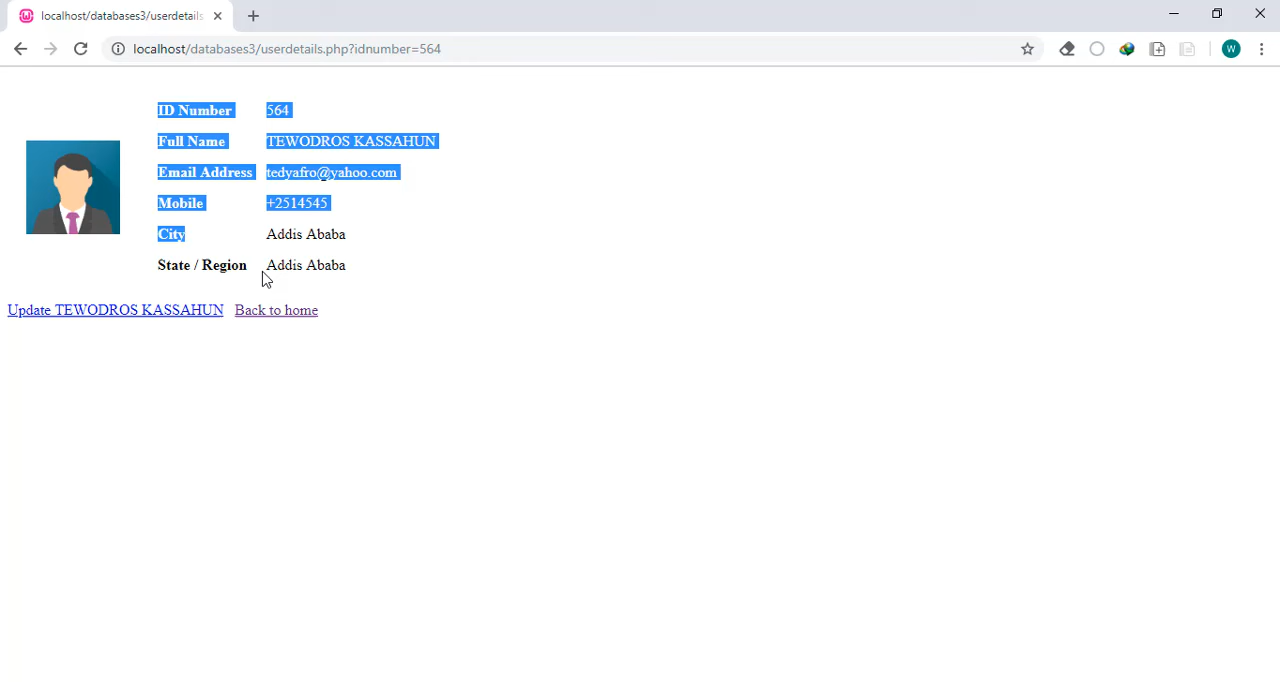 localhost/databases3/userdetails
localhost/databases3/userdetails.php?idnumber=564
W
ID Number 564
Full Name TEWODROS KASSAHUN
Email Address tedyafro@yahoo.com
Mobile +2514545
City Addis Ababa
State / Region Addis Ababa
Update TEWODROS KASSAHUN Back to home